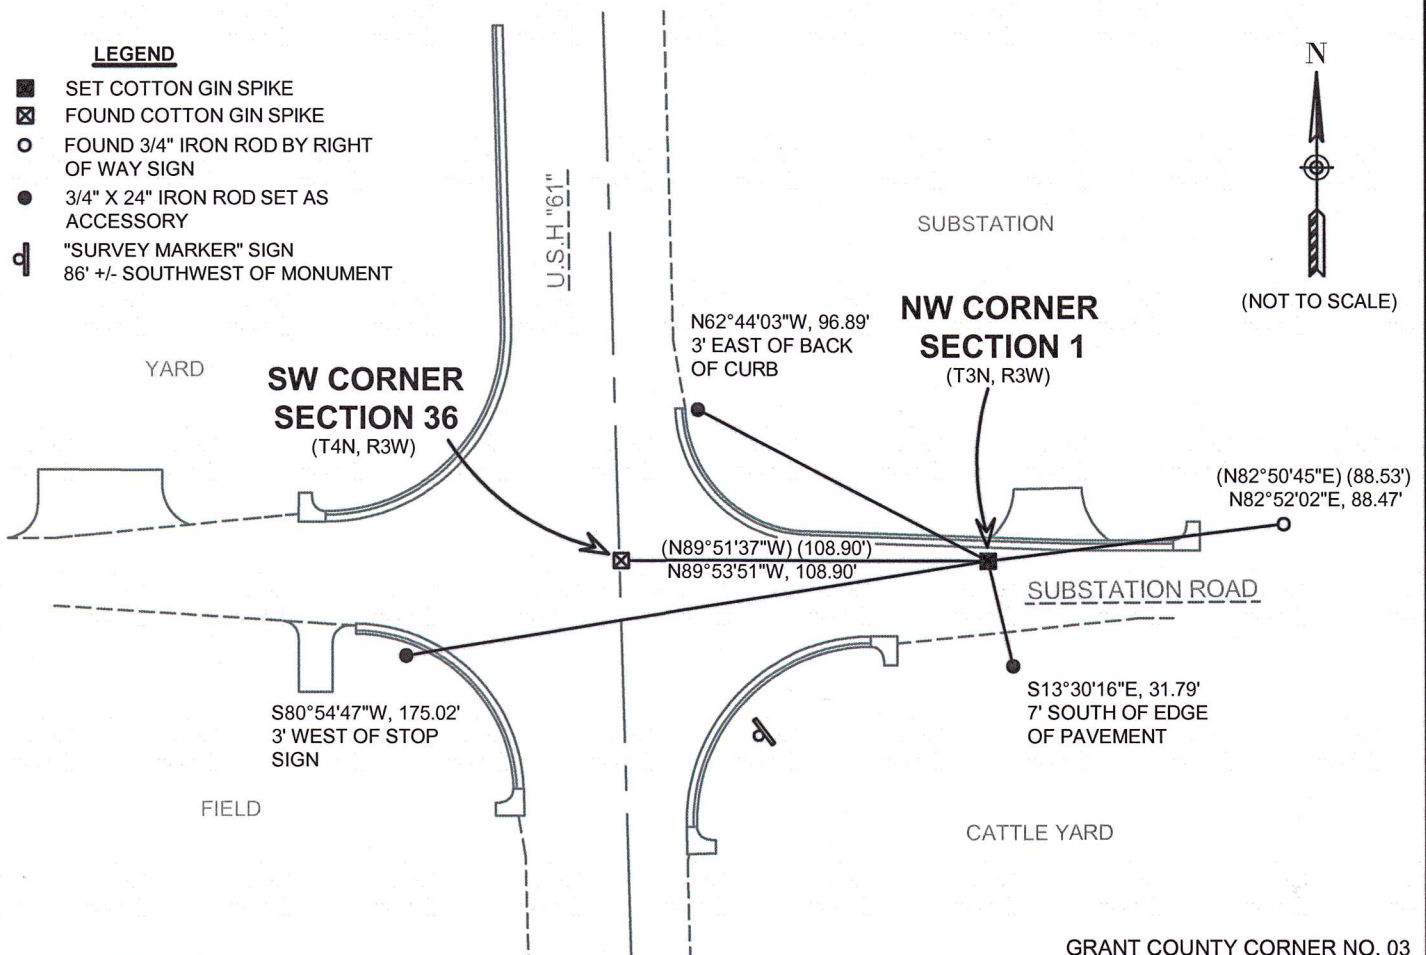 LEGEND
SET COTTON GIN SPIKE
FOUND COTTON GIN SPIKE
FOUND 3/4" IRON ROD BY RIGHT
OF WAY SIGN
3/4" X 24" IRON ROD SET AS
ACCESSORY
"SURVEY MARKER" SIGN
86' +/- SOUTHWEST OF MONUMENT
U.S.H "61"
N
(NOT TO SCALE)
SUBSTATION
YARD
SW CORNER
SECTION 36
(T4N, R3W)
N62°44'03"W, 96.89'
3' EAST OF BACK
OF CURB
NW CORNER
SECTION 1
(T3N, R3W)
(N82°50'45"E) (88.53')
N82°52'02"E, 88.47'
(N89°51'37"W) (108.90')
N89°53'51"W, 108.90'
SUBSTATION ROAD
S80°54'47"W, 175.02'
3' WEST OF STOP
SIGN
S13°30'16"E, 31.79'
7' SOUTH OF EDGE
OF PAVEMENT
FIELD
CATTLE YARD
GRANT COUNTY CORNER NO. 03